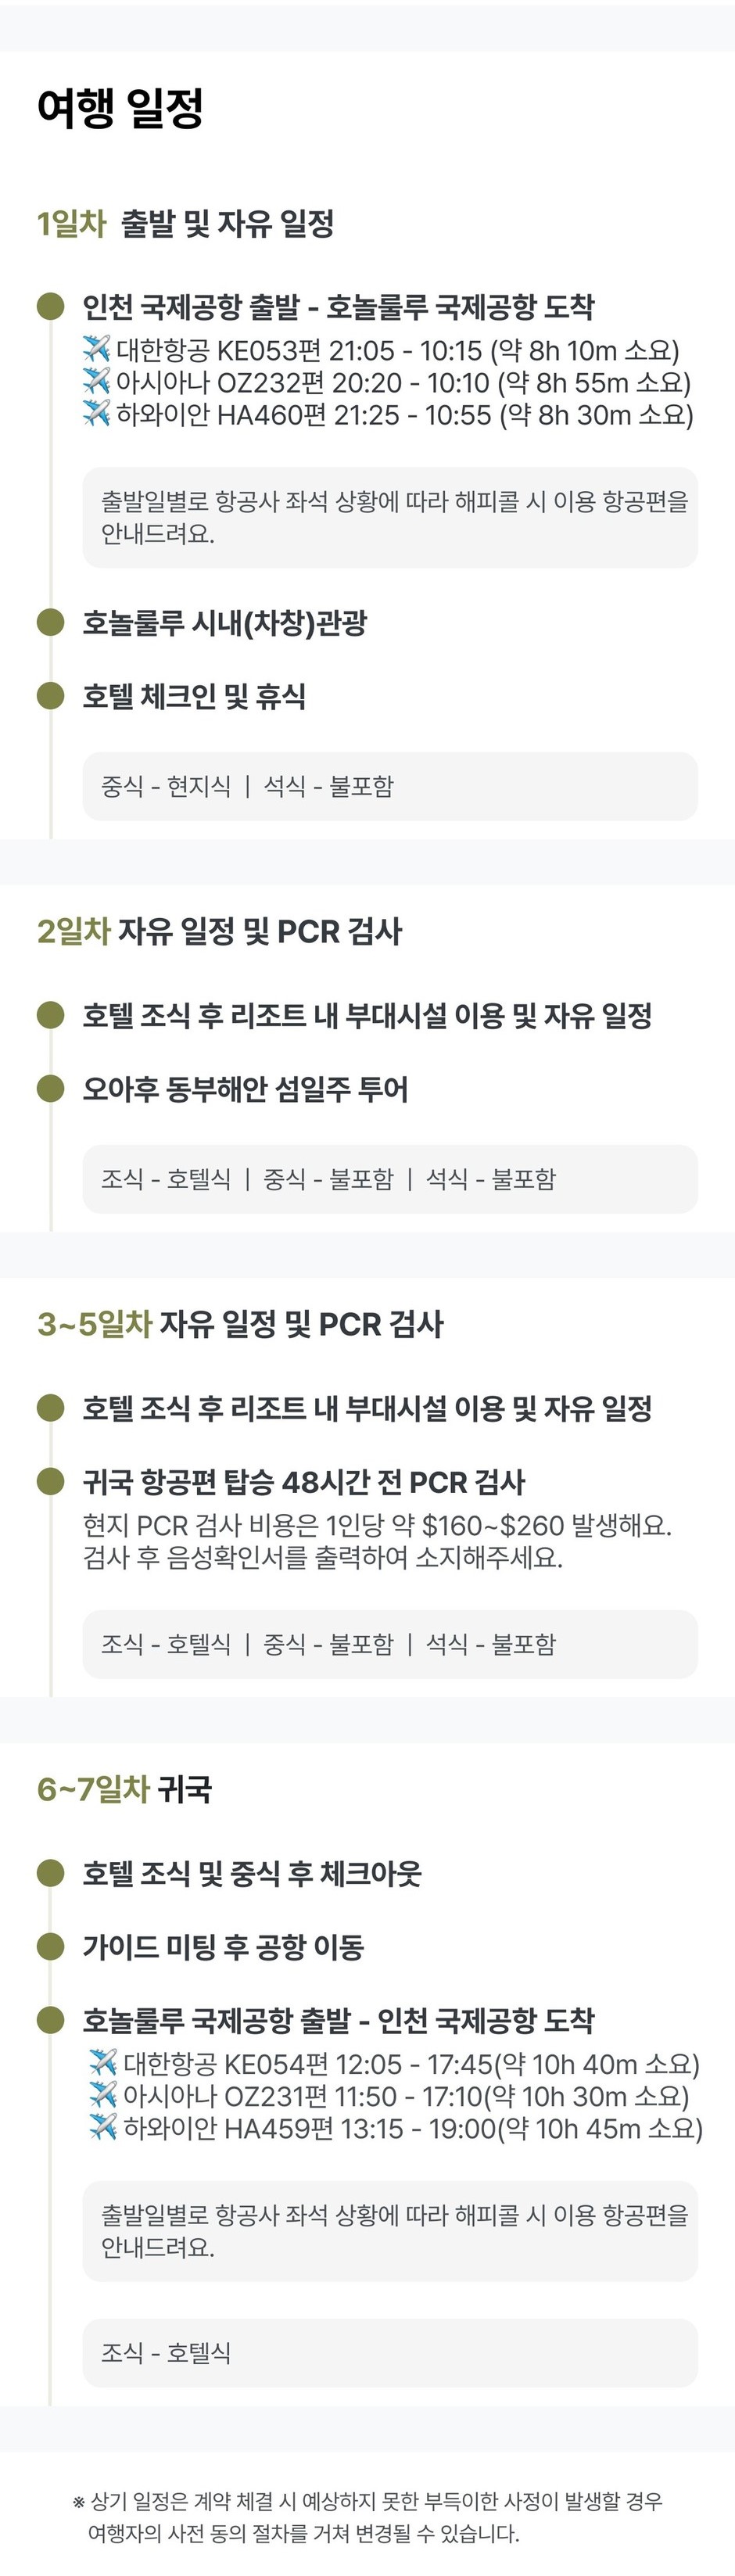 여행 일정
1일차 출발 및 자유 일정
인천 국제공항 출발 - 호놀룰루 국제공항 도착
✈️ 대한항공 KE053편 21:05 - 10:15 (약 8h 10m 소요)
✈️ 아시아나 OZ232편 20:20 - 10:10 (약 8h 55m 소요)
✈️ 하와이안 HA460편 21:25 - 10:55 (약 8h 30m 소요)
출발일별로 항공사 좌석 상황에 따라 해피콜 시 이용 항공편을
안내드려요.
호놀룰루 시내(차창)관광
호텔 체크인 및 휴식
중식 - 현지식 | 석식 - 불포함
2일차 자유 일정 및 PCR 검사
호텔 조식 후 리조트 내 부대시설 이용 및 자유 일정
오아후 동부해안 섬일주 투어
조식 - 호텔식 | 중식 - 불포함 | 석식 - 불포함
3~5일차 자유 일정 및 PCR 검사
호텔 조식 후 리조트 내 부대시설 이용 및 자유 일정
귀국 항공편 탑승 48시간 전 PCR 검사
현지 PCR 검사 비용은 1인당 약 $160~$260 발생해요.
검사 후 음성확인서를 출력하여 소지해주세요.
조식 - 호텔식 | 중식 - 불포함 | 석식 - 불포함
6~7일차 귀국
호텔 조식 및 중식 후 체크아웃
가이드 미팅 후 공항 이동
호놀룰루 국제공항 출발 - 인천 국제공항 도착
✈️ 대한항공 KE054편 12:05 - 17:45(약 10h 40m 소요)
✈️ 아시아나 OZ231편 11:50 - 17:10(약 10h 30m 소요)
✈️ 하와이안 HA459편 13:15 - 19:00(약 10h 45m 소요)
출발일별로 항공사 좌석 상황에 따라 해피콜 시 이용 항공편을
안내드려요.
조식 - 호텔식
※ 상기 일정은 계약 체결 시 예상하지 못한 부득이한 사정이 발생할 경우
여행자의 사전 동의 절차를 거쳐 변경될 수 있습니다.